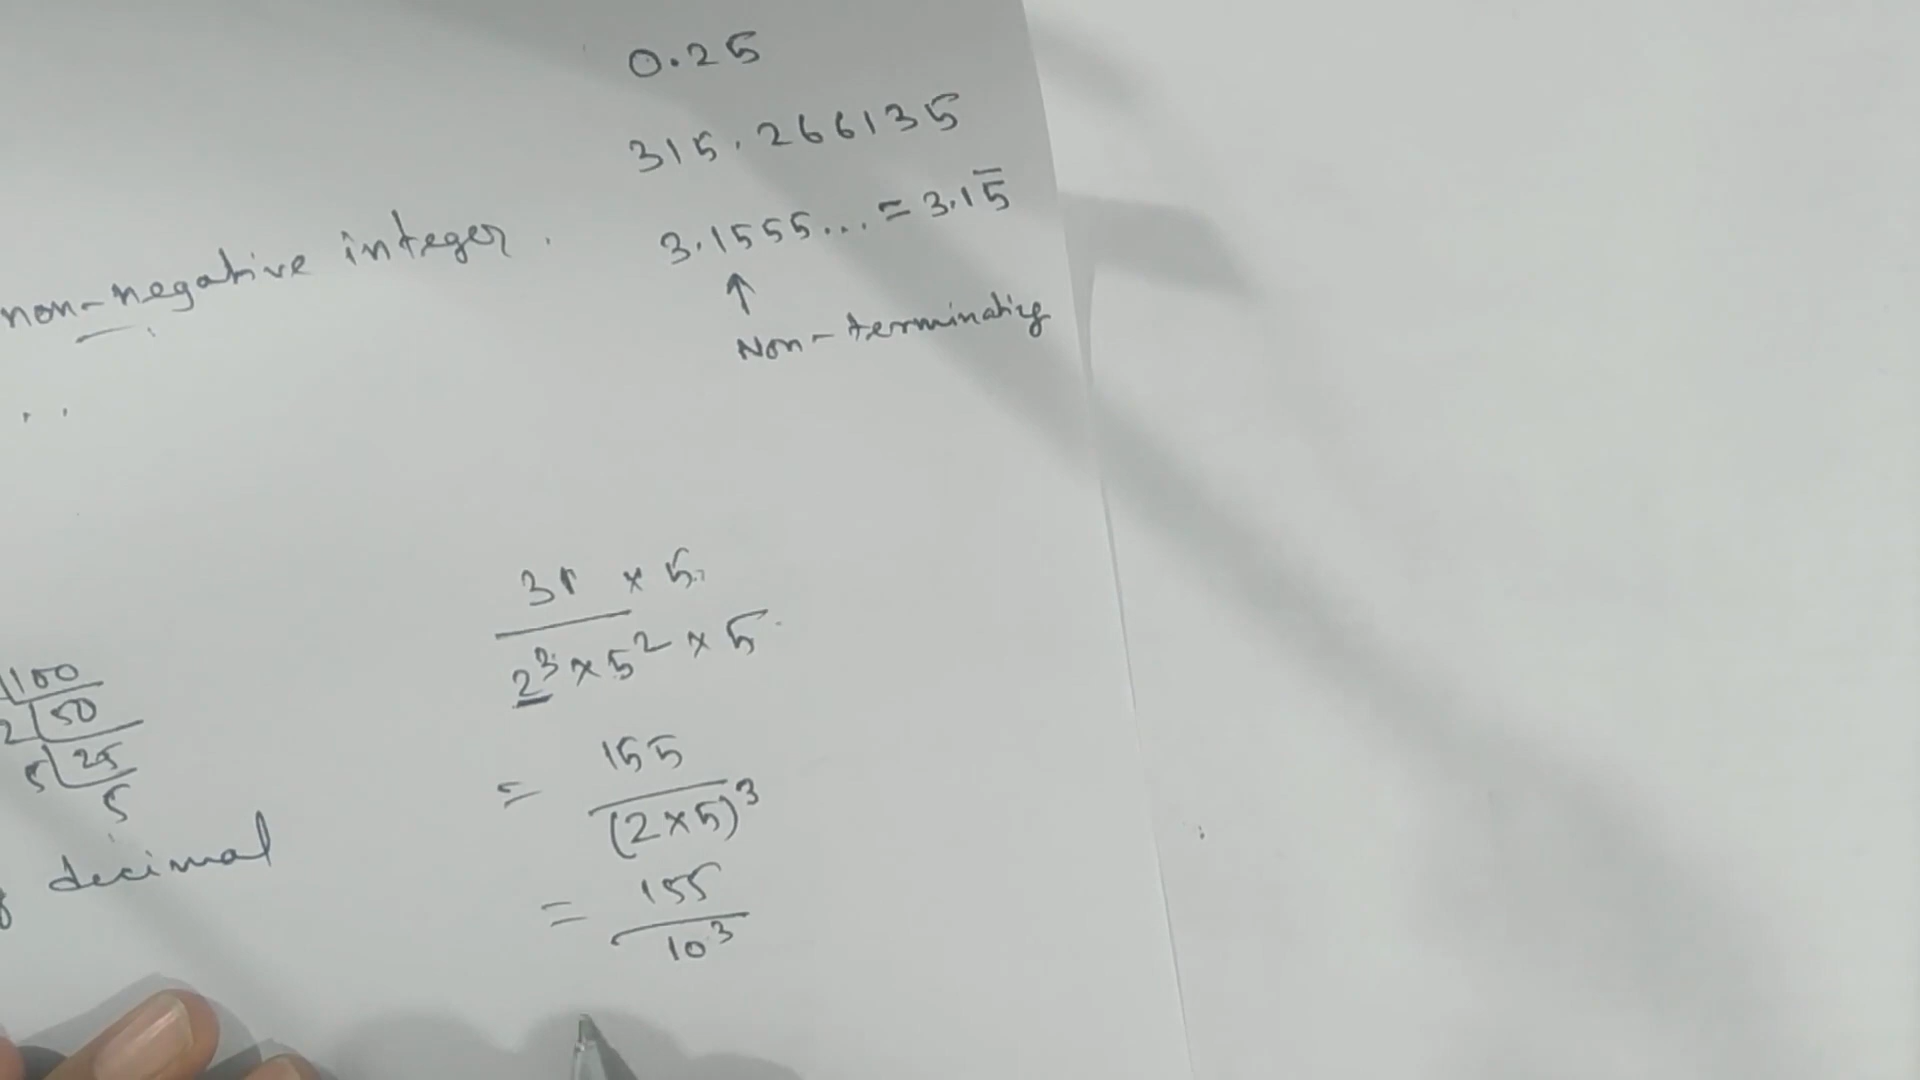 0.25
315.266135
3.1555... = 3.15̅
↑
Non-terminating
non-negative integer.
. .
31 × 5
2³ × 5² × 5
= 155
(2×5)³
= 155
10³
100
2 50
5 25
5
decimal